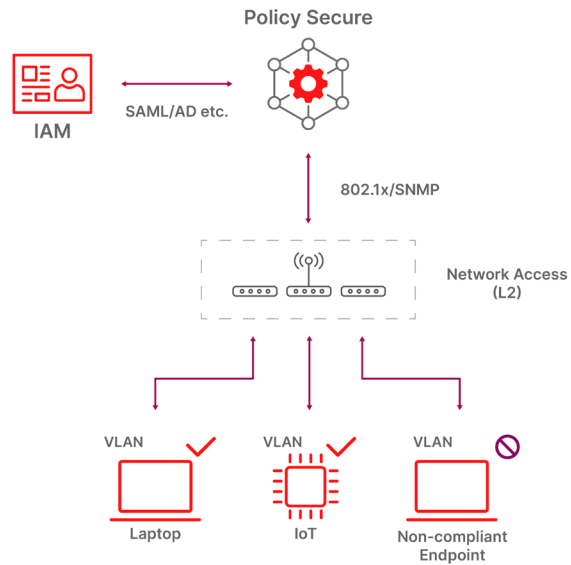 Policy Secure
SAML/AD etc.
IAM
802.1x/SNMP
Network Access
(L2)
VLAN
VLAN
VLAN
Laptop
IoT
Non-compliant
Endpoint